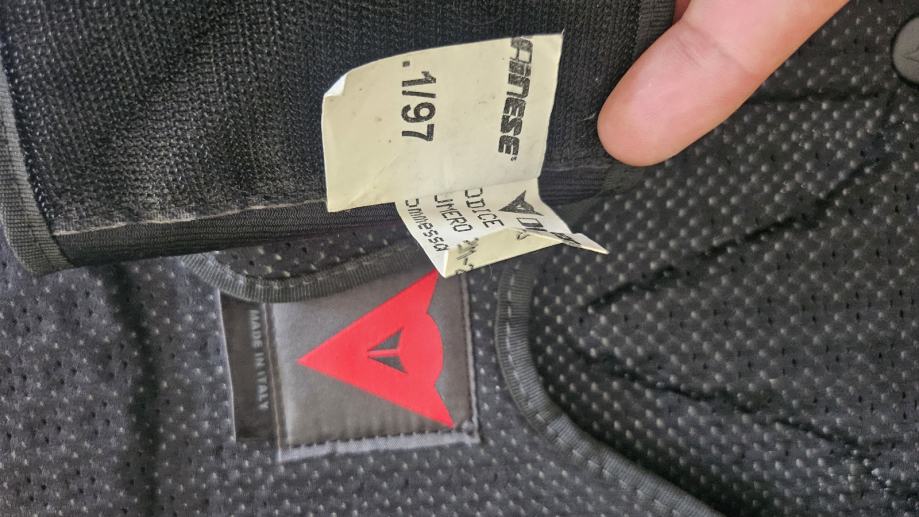 AINESE
.1/97
ODICE
UMERO
ommessa
MADE IN ITALY